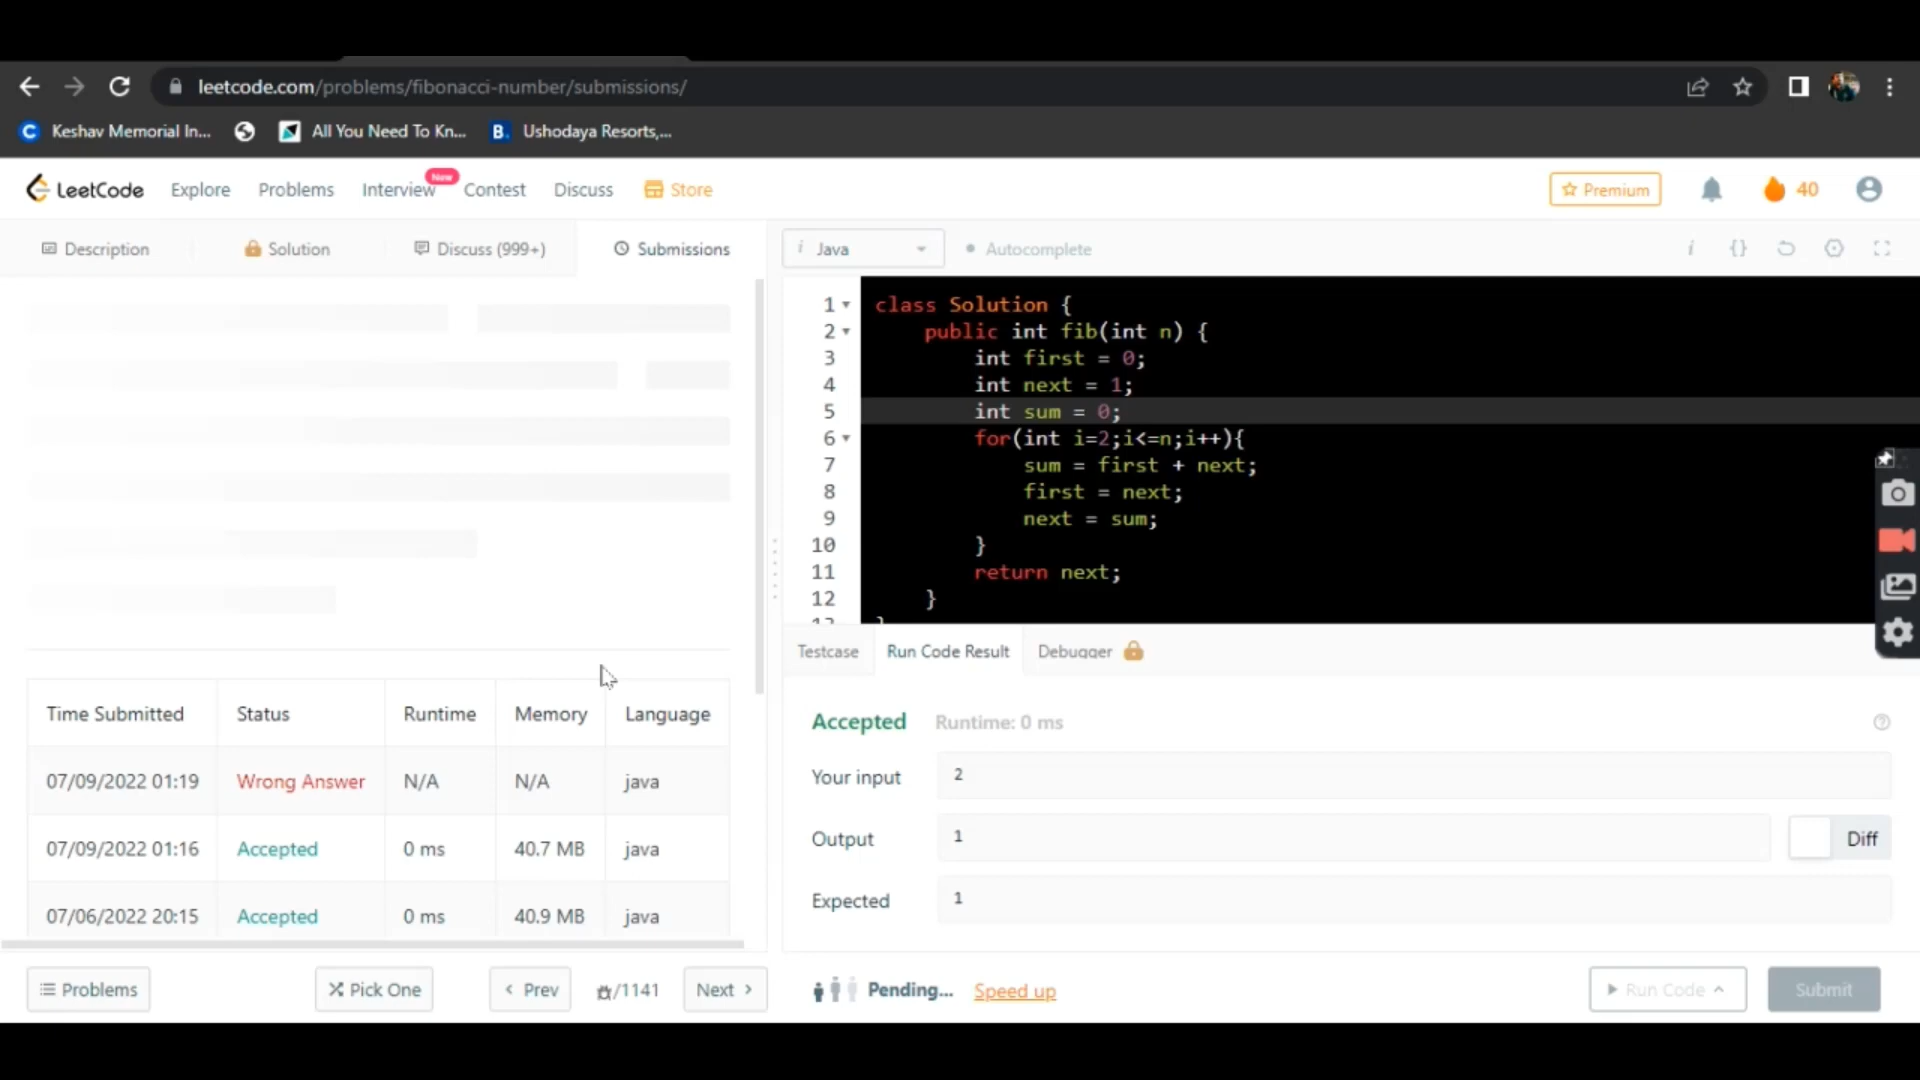 leetcode.com/problems/fibonacci-number/submissions/
Keshav Memorial In...
All You Need To Kn...
B.
Ushodaya Resorts,...
LeetCode
Explore
Problems
Interview
New
Contest
Discuss
Store
Premium
40
Description
Solution
Discuss (999+)
Submissions
i Java
Autocomplete
1 class Solution {
2 public int fib(int n) {
3 int first = 0;
4 int next = 1;
5 int sum = 0;
6 for(int i=2;i<=n;i++){
7 sum = first + next;
8 first = next;
9 next = sum;
10 }
11 return next;
12 }
Testcase
Run Code Result
Debugger
Accepted
Runtime: 0 ms
Your input
2
Output
1
Diff
Expected
1
Time Submitted Status Runtime Memory Language
07/09/2022 01:19 Wrong Answer N/A N/A java
07/09/2022 01:16 Accepted 0 ms 40.7 MB java
07/06/2022 20:15 Accepted 0 ms 40.9 MB java
Problems
Pick One
Prev
/1141
Next
Pending...
Speed up
Run Code
Submit